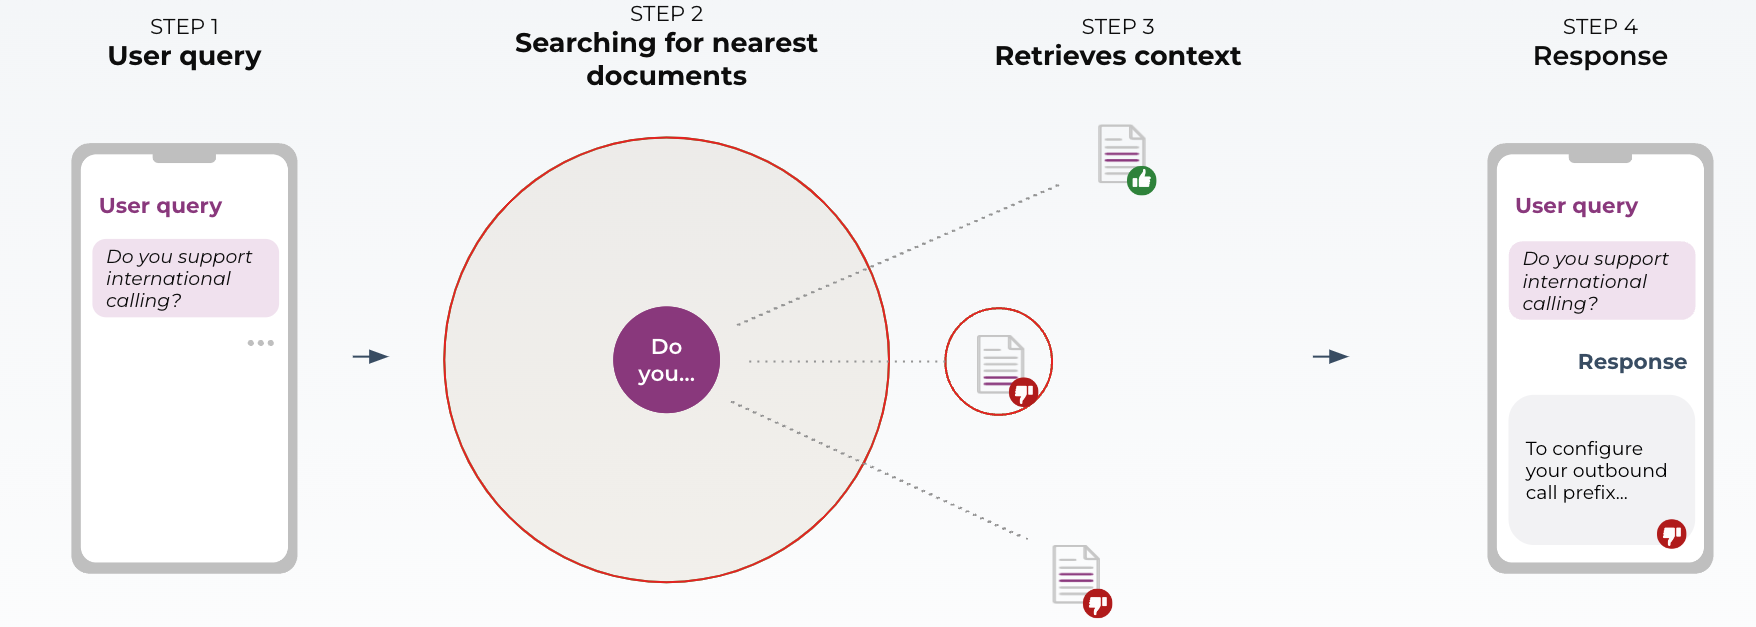 STEP 1
User query
STEP 2
Searching for nearest
documents
STEP 3
Retrieves context
STEP 4
Response
User query
Do you support
international
calling?
Do
you...
User query
Do you support
international
calling?
Response
To configure
your outbound
call prefix...